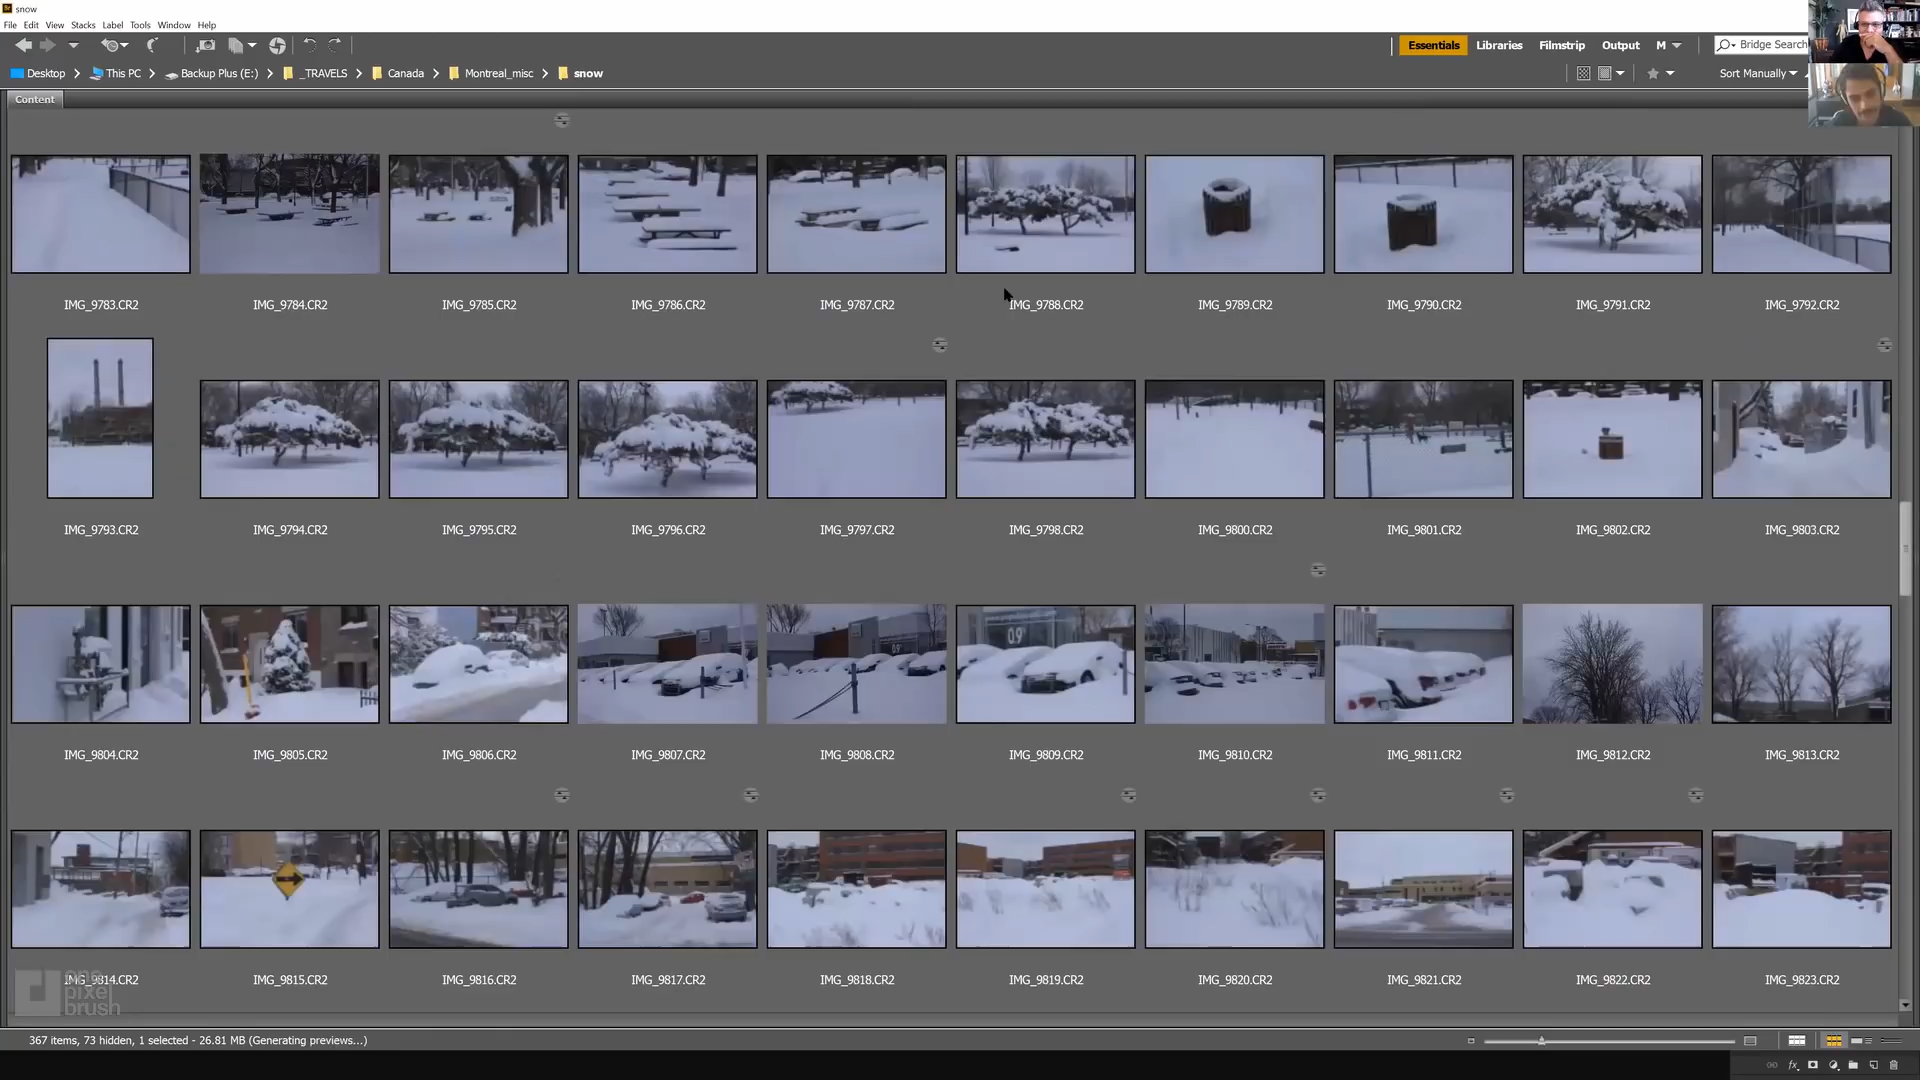 snow
File Edit View Stacks Label Tools Window Help
Essentials Libraries Filmstrip Output M Bridge Search
Desktop This PC Backup Plus (E:) _TRAVELS Canada Montreal_misc snow Sort Manually
Content
IMG_9783.CR2 IMG_9784.CR2 IMG_9785.CR2 IMG_9786.CR2 IMG_9787.CR2 IMG_9788.CR2 IMG_9789.CR2 IMG_9790.CR2 IMG_9791.CR2 IMG_9792.CR2
IMG_9793.CR2 IMG_9794.CR2 IMG_9795.CR2 IMG_9796.CR2 IMG_9797.CR2 IMG_9798.CR2 IMG_9800.CR2 IMG_9801.CR2 IMG_9802.CR2 IMG_9803.CR2
0.9
IMG_9804.CR2 IMG_9805.CR2 IMG_9806.CR2 IMG_9807.CR2 IMG_9808.CR2 IMG_9809.CR2 IMG_9810.CR2 IMG_9811.CR2 IMG_9812.CR2 IMG_9813.CR2
IMG_9814.CR2 IMG_9815.CR2 IMG_9816.CR2 IMG_9817.CR2 IMG_9818.CR2 IMG_9819.CR2 IMG_9820.CR2 IMG_9821.CR2 IMG_9822.CR2 IMG_9823.CR2
one
pixel
brush
367 items, 73 hidden, 1 selected - 26.81 MB (Generating previews...)
fx